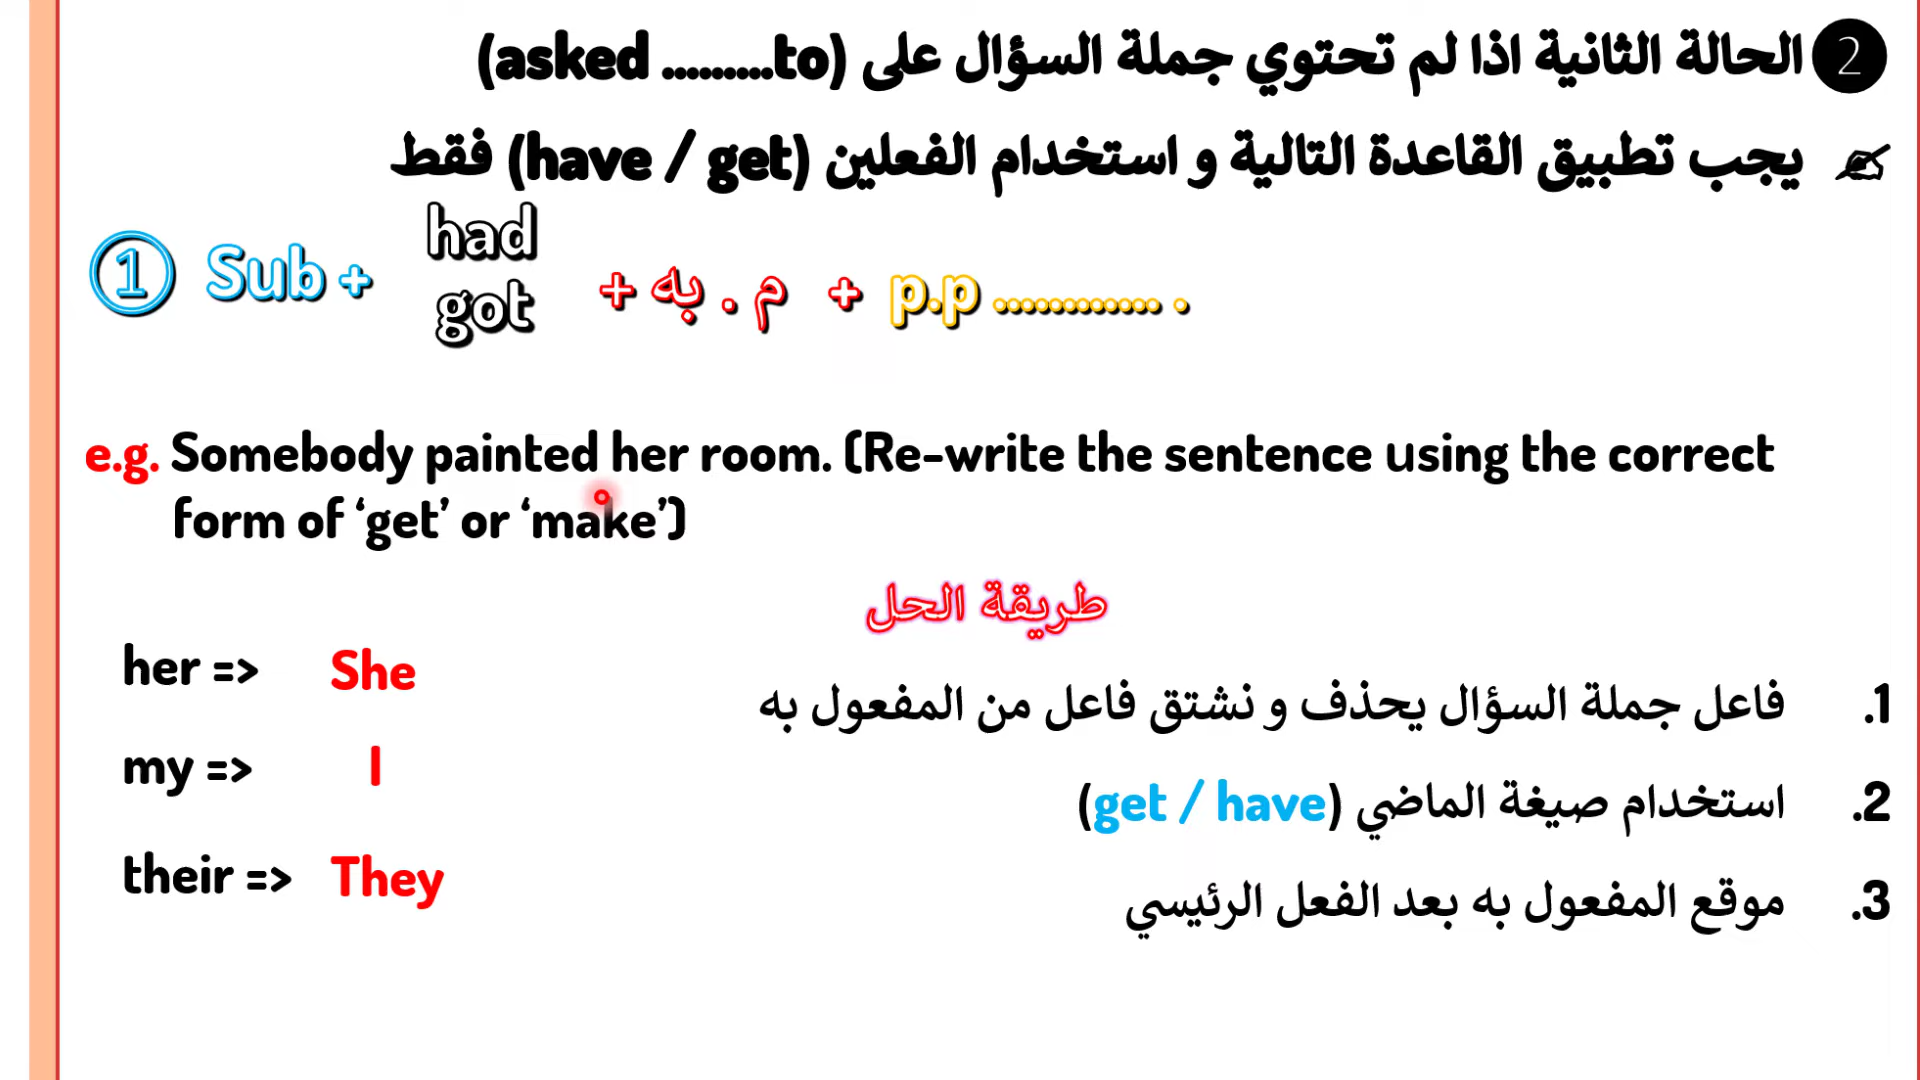 ❷ الحالة الثانية اذا لم تحتوي جملة السؤال على (asked .........to)
يجب تطبيق القاعدة التالية و استخدام الفعلين (have / get) فقط
① Sub + had got + م . به + p.p ............ .
e.g. Somebody painted her room. (Re-write the sentence using the correct
form of ‘get’ or ‘make’)
طريقة الحل
her => She
1. فاعل جملة السؤال يحذف و نشتق فاعل من المفعول به
my => I
2. استخدام صيغة الماضي (get / have)
their => They
3. موقع المفعول به بعد الفعل الرئيسي